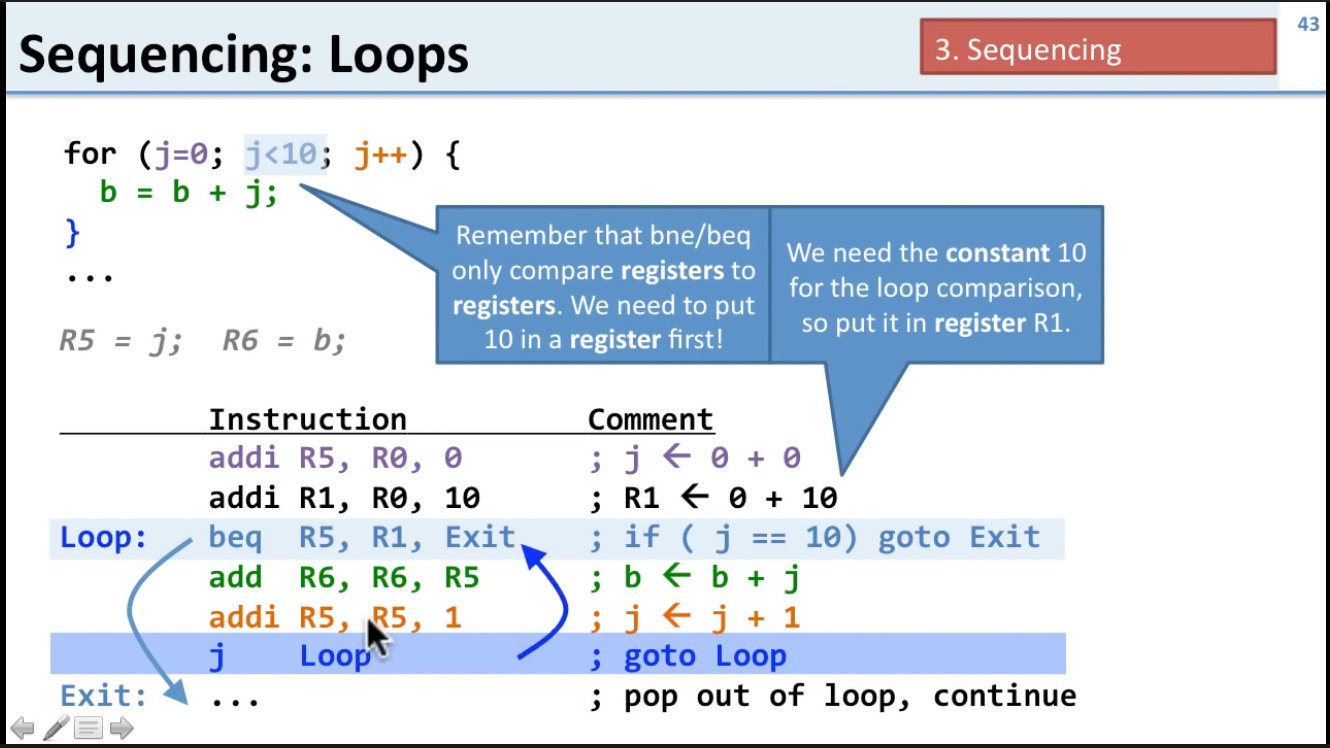 43
Sequencing: Loops
3. Sequencing
for (j=0; j<10; j++) {
b = b + j;
}
...
Remember that bne/beq
only compare registers to
registers. We need to put
10 in a register first!
We need the constant 10
for the loop comparison,
so put it in register R1.
R5 = j; R6 = b;
Instruction Comment
addi R5, R0, 0 ; j ← 0 + 0
addi R1, R0, 10 ; R1 ← 0 + 10
Loop: beq R5, R1, Exit ; if ( j == 10) goto Exit
add R6, R6, R5 ; b ← b + j
addi R5, R5, 1 ; j ← j + 1
j Loop ; goto Loop
Exit: ... ; pop out of loop, continue